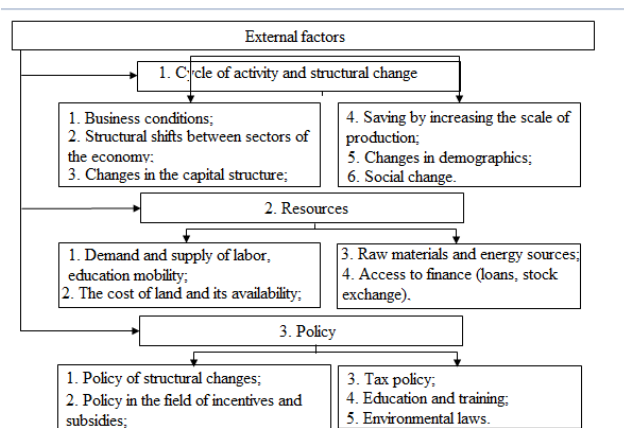 External factors
1. Cycle of activity and structural change
1. Business conditions;
2. Structural shifts between sectors of
the economy;
3. Changes in the capital structure;
4. Saving by increasing the scale of
production;
5. Changes in demographics;
6. Social change.
2. Resources
1. Demand and supply of labor,
education mobility;
2. The cost of land and its availability;
3. Raw materials and energy sources;
4. Access to finance (loans, stock
exchange).
3. Policy
1. Policy of structural changes;
2. Policy in the field of incentives and
subsidies;
3. Tax policy;
4. Education and training;
5. Environmental laws.